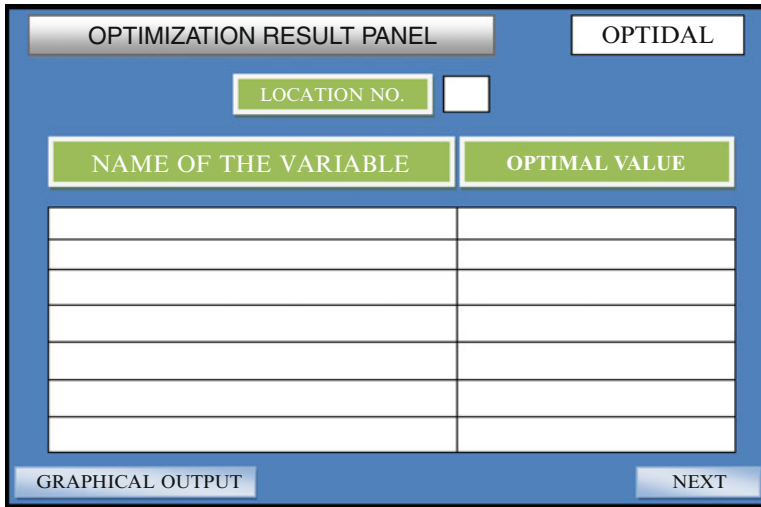 OPTIMIZATION RESULT PANEL
OPTIDAL
LOCATION NO.
NAME OF THE VARIABLE
OPTIMAL VALUE
GRAPHICAL OUTPUT
NEXT